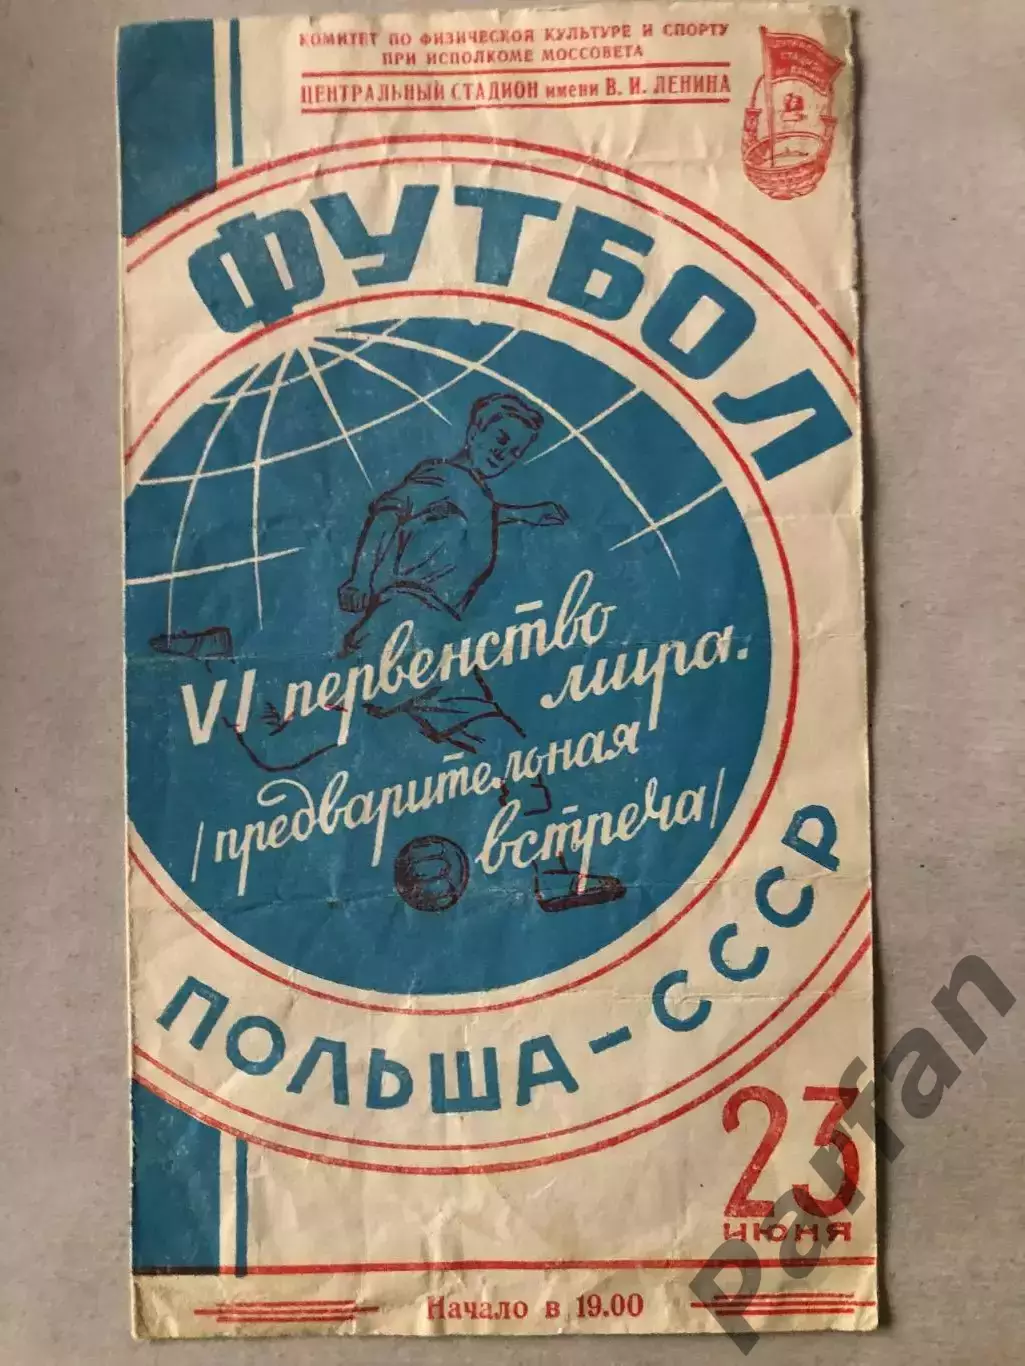 КОМИТЕТ ПО ФИЗИЧЕСКОЙ КУЛЬТУРЕ И СПОРТУ
ПРИ ИСПОЛКОМЕ МОССОВЕТА
ЦЕНТРАЛЬНЫЙ СТАДИОН имени В. И. ЛЕНИНА
ФУТБОЛ
VI первенство
мира.
/предварительная
встреча/
ПОЛЬША-СССР
23
ИЮНЯ
Начало в 19.00
Parfan